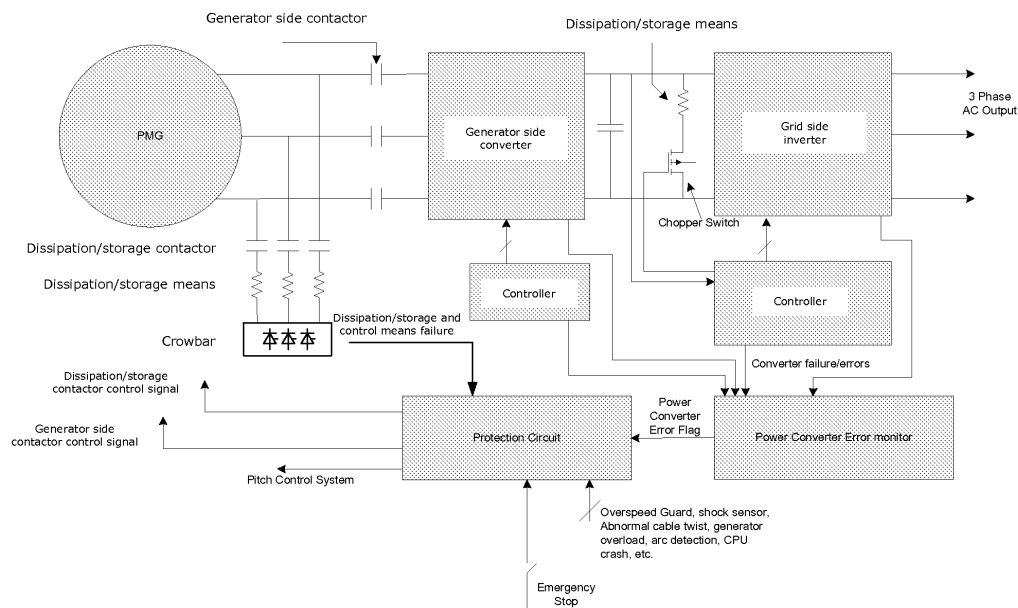 Generator side contactor
Dissipation/storage means
PMG
Generator side
converter
Grid side
inverter
3 Phase
AC Output
Chopper Switch
Dissipation/storage contactor
Dissipation/storage means
Controller
Controller
Crowbar
Dissipation/storage and
control means failure
Converter failure/errors
Dissipation/storage
contactor control signal
Generator side
contactor control signal
Protection Circuit
Power
Converter
Error Flag
Power Converter Error monitor
Pitch Control System
Overspeed Guard, shock sensor,
Abnormal cable twist, generator
overload, arc detection, CPU
crash, etc.
Emergency
Stop